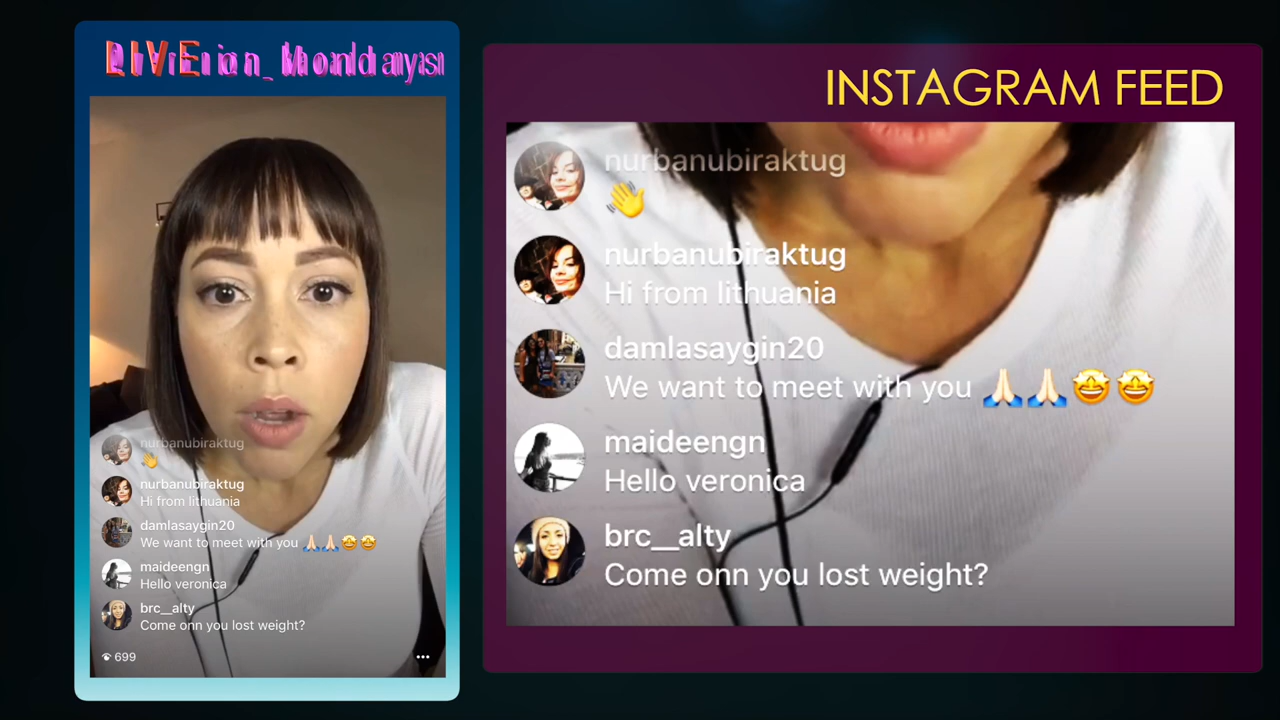 INSTAGRAM FEED
nurbanubiraktug
👋
nurbanubiraktug
Hi from lithuania
damlasaygin20
We want to meet with you 🙏🏻🙏🏻🤩🤩
maideengn
Hello veronica
brc__alty
Come onn you lost weight?
699
nurbanubiraktug
👋
nurbanubiraktug
Hi from lithuania
damlasaygin20
We want to meet with you 🙏🏻🙏🏻🤩🤩
maideengn
Hello veronica
brc__alty
Come onn you lost weight?